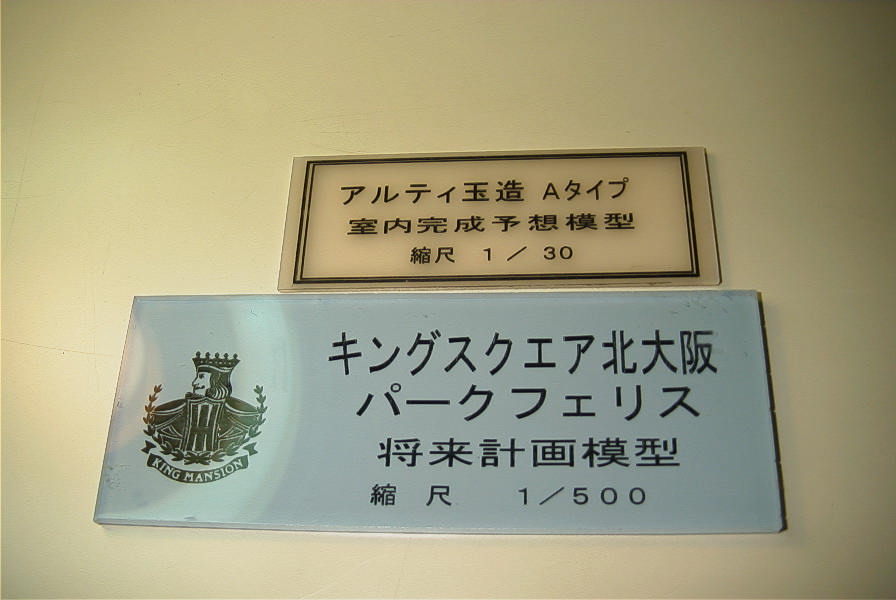 アルティ玉造 Aタイプ
室内完成予想模型
縮尺 1／30
キングスクエア北大阪
パークフェリス
将来計画模型
縮尺 1／500
KING MANSION